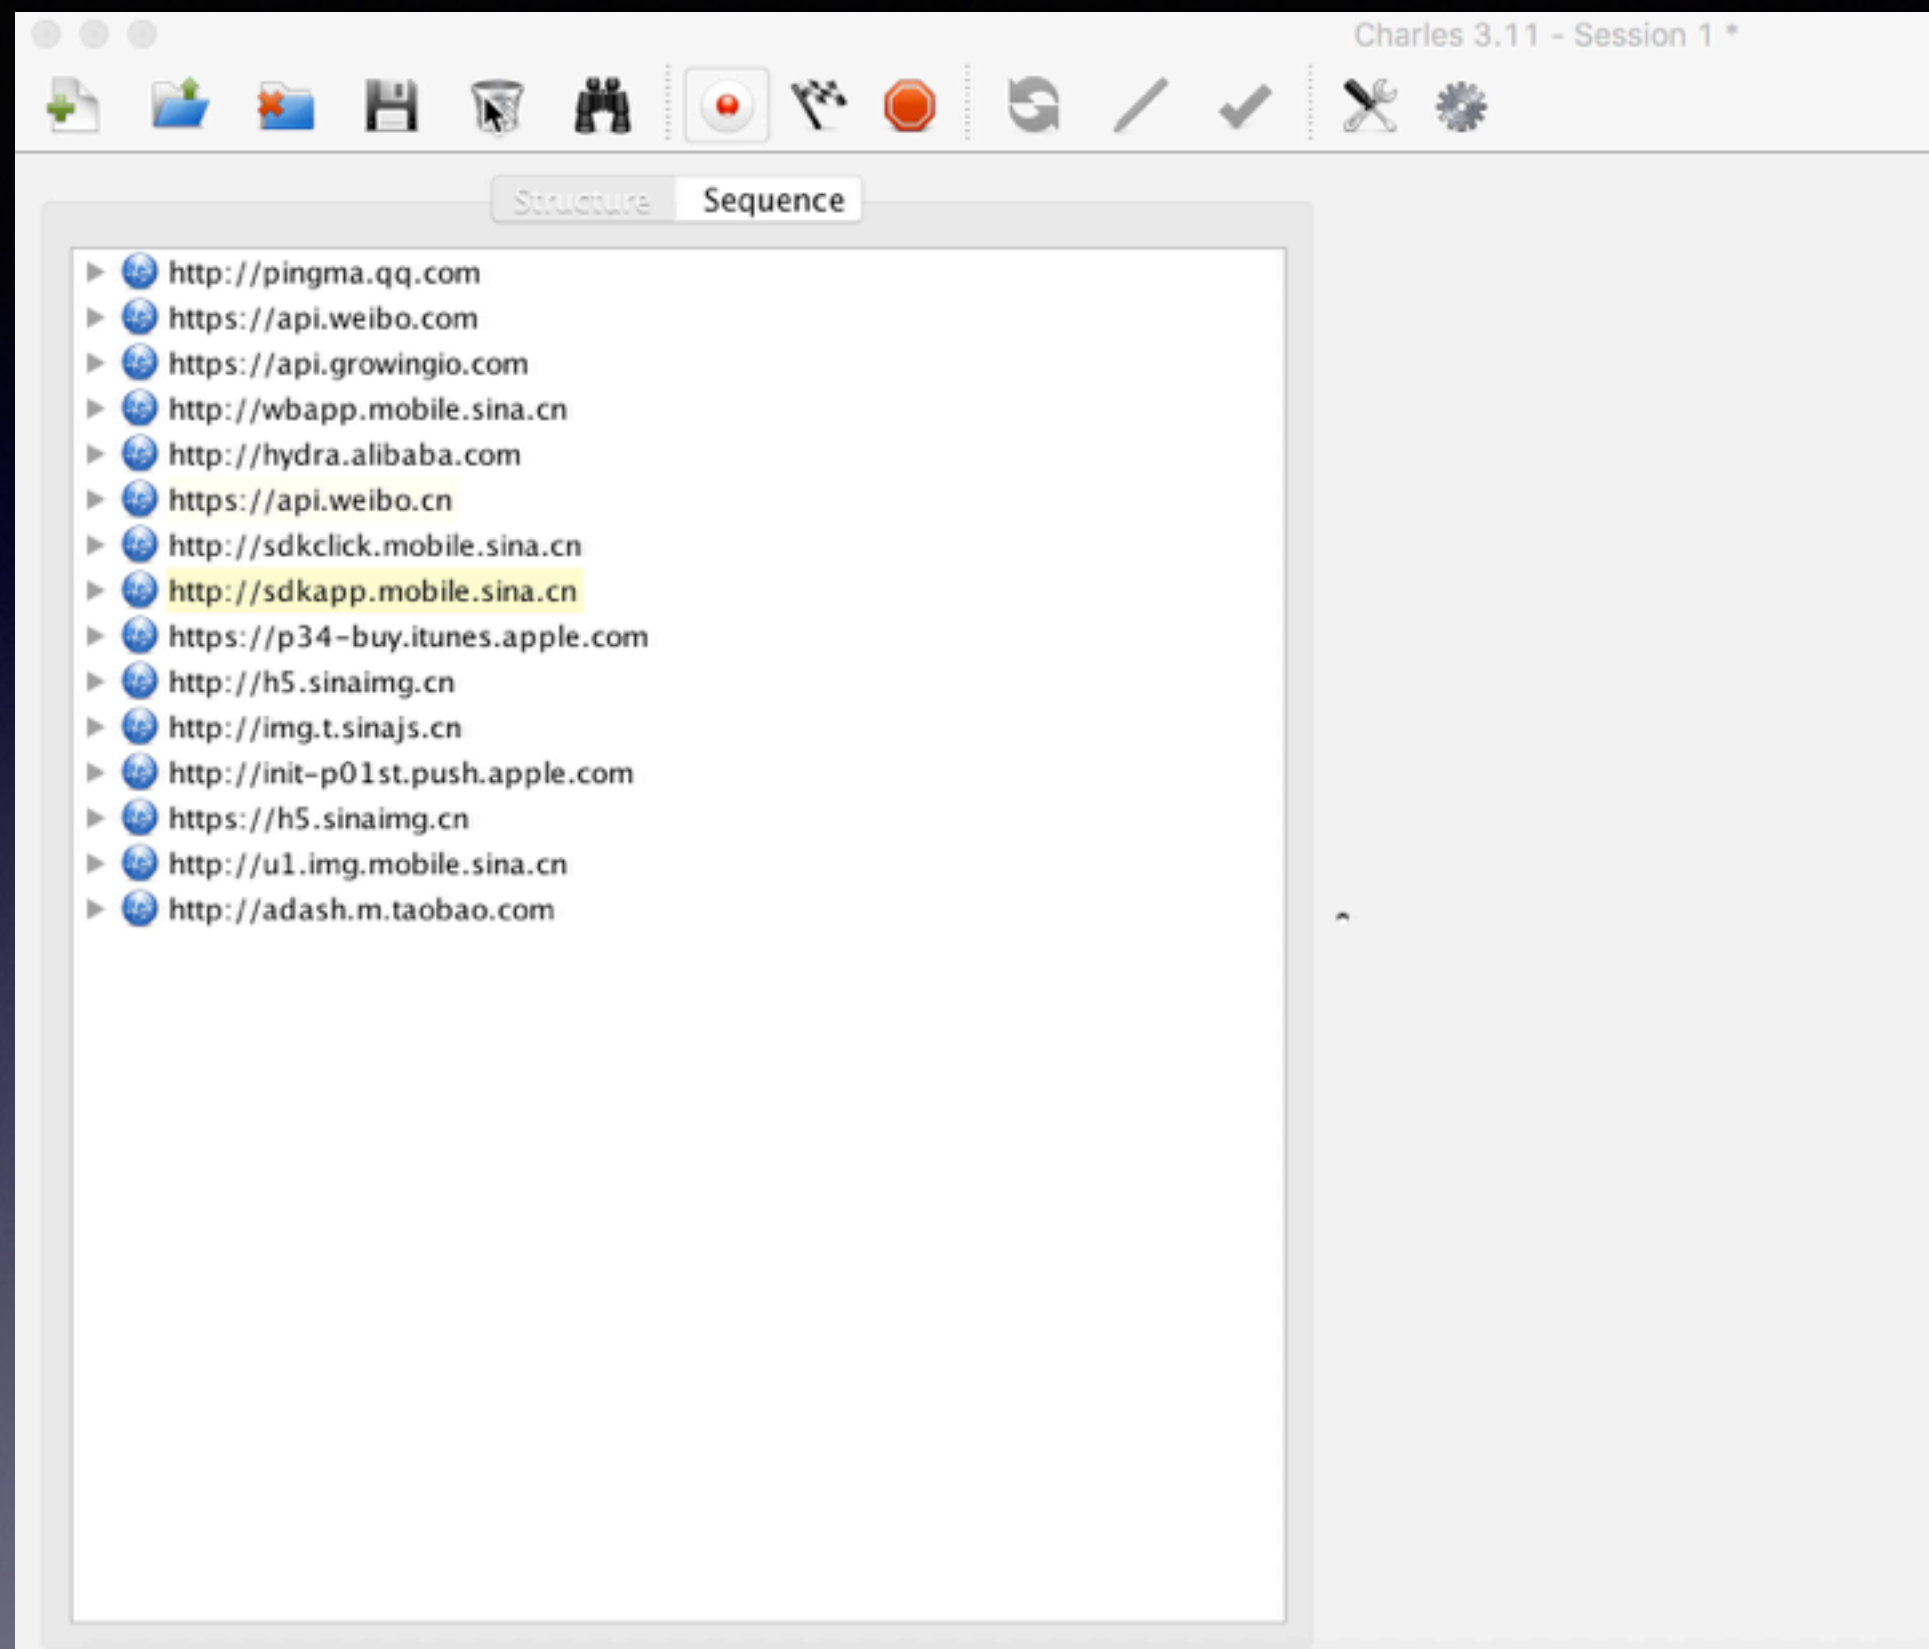 Charles 3.11 - Session 1 *
Structure Sequence
http://pingma.qq.com
https://api.weibo.com
https://api.growingio.com
http://wbapp.mobile.sina.cn
http://hydra.alibaba.com
https://api.weibo.cn
http://sdkclick.mobile.sina.cn
http://sdkapp.mobile.sina.cn
https://p34-buy.itunes.apple.com
http://h5.sinaimg.cn
http://img.t.sinajs.cn
http://init-p01st.push.apple.com
https://h5.sinaimg.cn
http://u1.img.mobile.sina.cn
http://adash.m.taobao.com